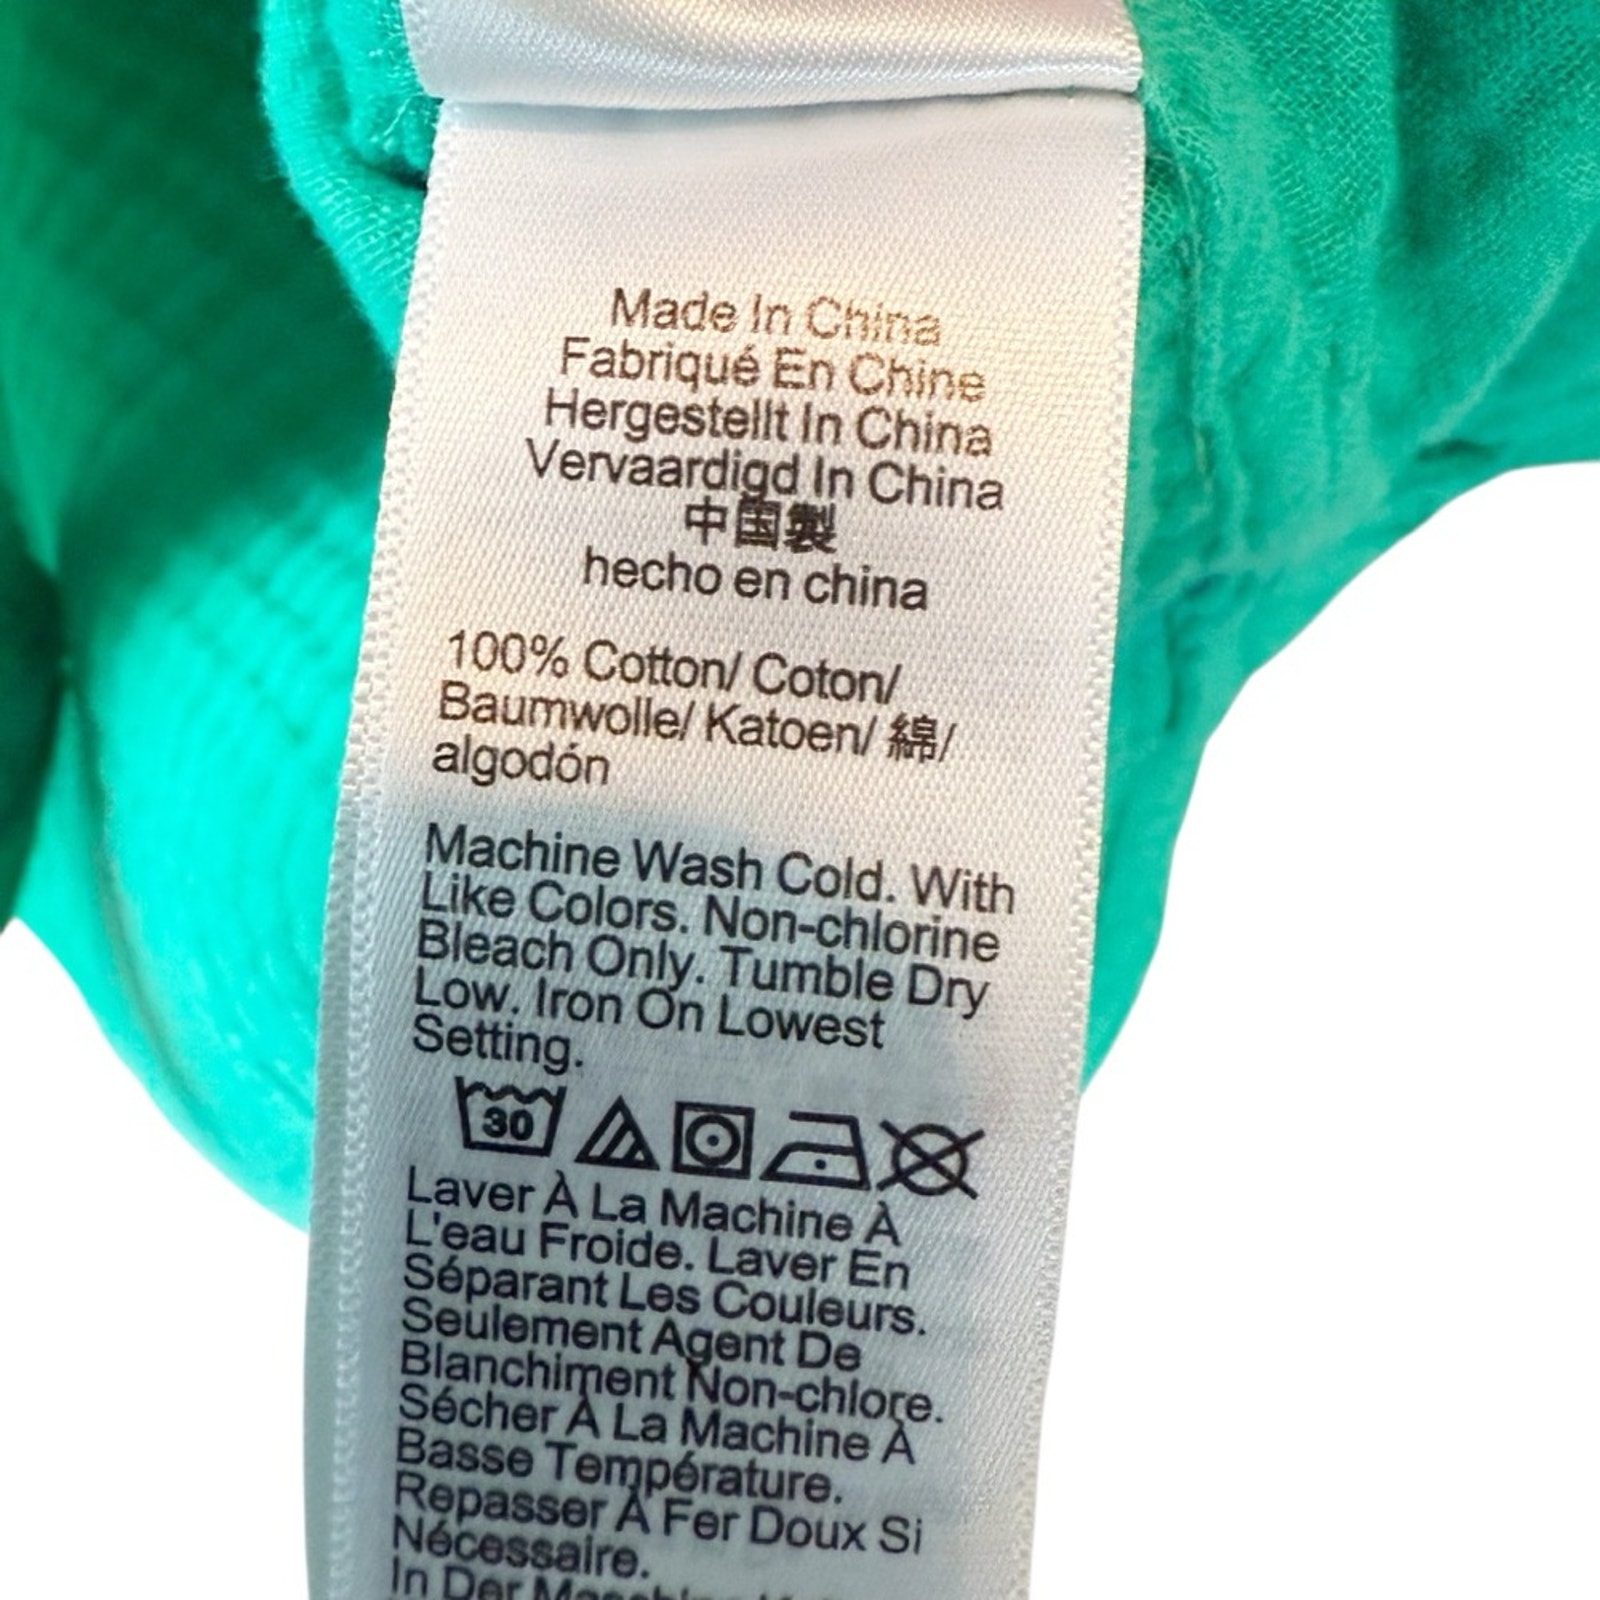 Made In China
Fabriqué En Chine
Hergestellt In China
Vervaardigd In China
中国製
hecho en china
100% Cotton/ Coton/
Baumwolle/ Katoen/ 綿/
algodón
Machine Wash Cold. With
Like Colors. Non-chlorine
Bleach Only. Tumble Dry
Low. Iron On Lowest
Setting.
30
Laver À La Machine À
L'eau Froide. Laver En
Séparant Les Couleurs.
Seulement Agent De
Blanchiment Non-chlore.
Sécher À La Machine À
Basse Température.
Repasser À Fer Doux Si
Nécessaire.
In Der